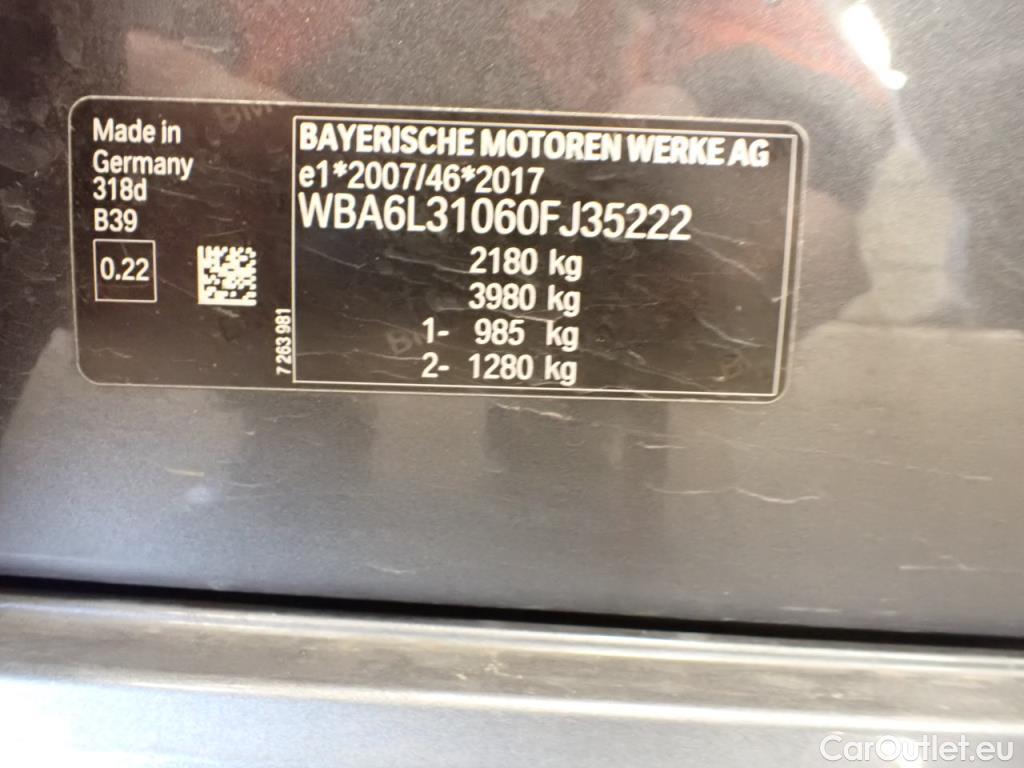 Made in
Germany
318d
B39
0.22
7 263 981
BAYERISCHE MOTOREN WERKE AG
e1*2007/46*2017
WBA6L31060FJ35222
2180 kg
3980 kg
1- 985 kg
2- 1280 kg
CarOutlet.eu